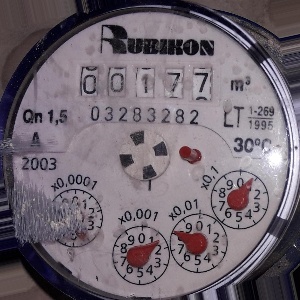 RUBIKON
00177 m³
Qn 1,5 03283282 LT 1-269
1995
A
30°C
2003
x0,0001
x0,1
x0,001
x0,01